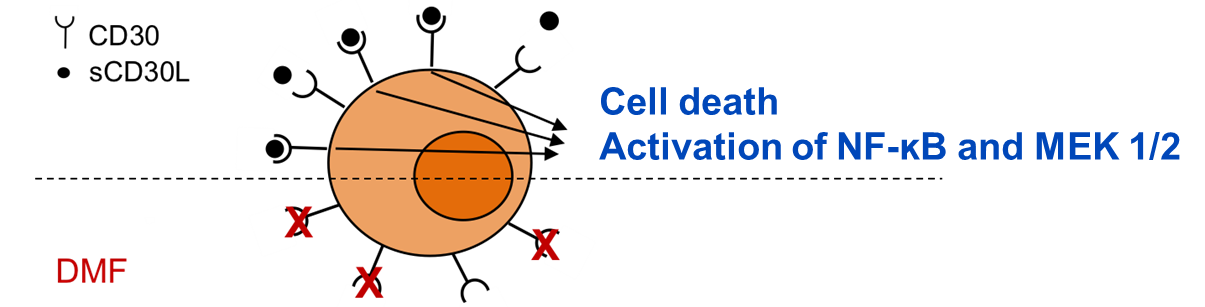 CD30
sCD30L
Cell death
Activation of NF-κB and MEK 1/2
X
X
X
DMF